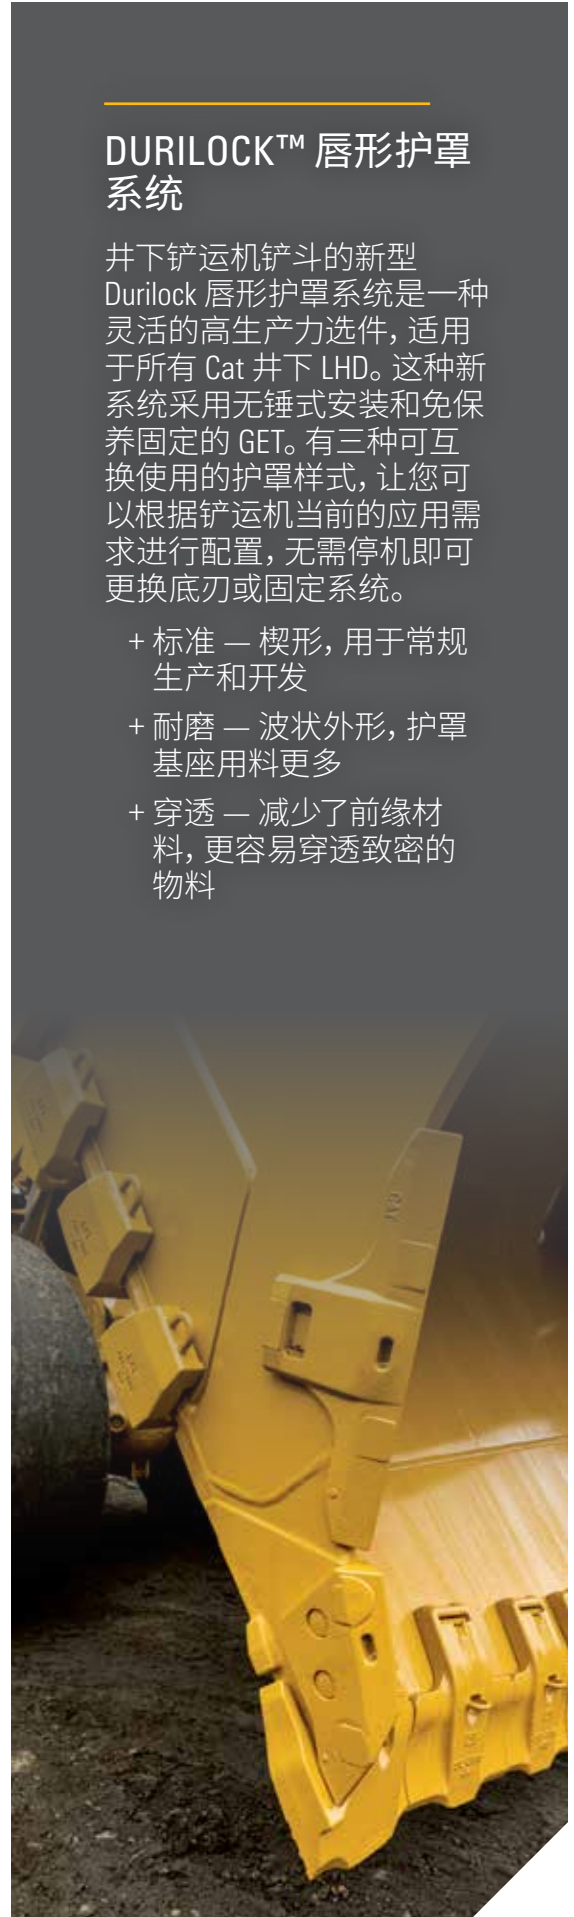 DURILOCK™ 唇形护罩
系统
井下铲运机铲斗的新型
Durilock 唇形护罩系统是一种
灵活的高生产力选件，适用
于所有 Cat 井下 LHD。这种新
系统采用无锤式安装和免保
养固定的 GET。有三种可互
换使用的护罩样式，让您可
以根据铲运机当前的应用需
求进行配置，无需停机即可
更换底刃或固定系统。
+ 标准 — 楔形，用于常规
生产和开发
+ 耐磨 — 波状外形，护罩
基座用料更多
+ 穿透 — 减少了前缘材
料，更容易穿透致密的
物料
CAT